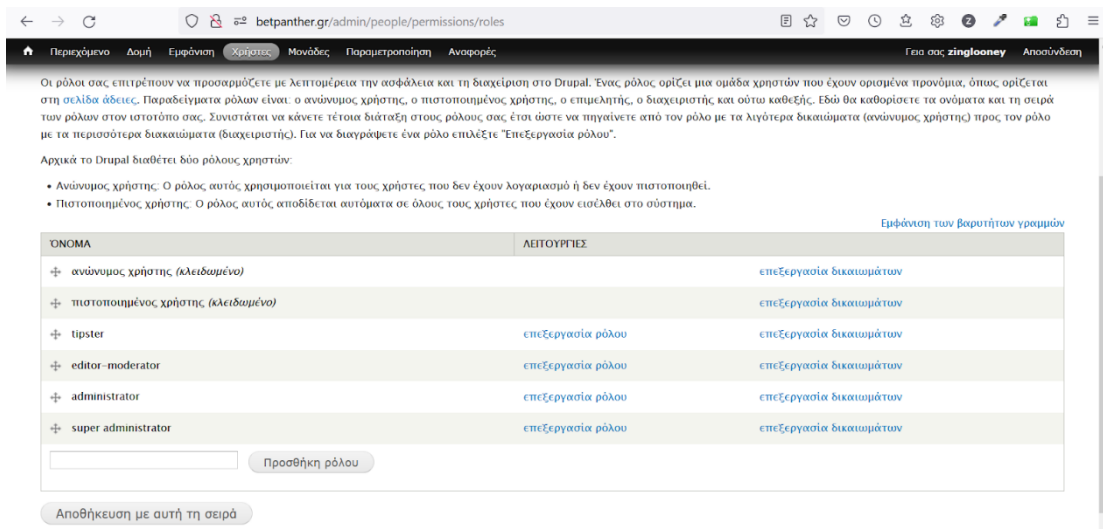 betpanther.gr/admin/people/permissions/roles
Περιεχόμενο Δομή Εμφάνιση Χρήστες Μονάδες Παραμετροποίηση Αναφορές Γεια σας zinglooney Αποσύνδεση
Οι ρόλοι σας επιτρέπουν να προσαρμόζετε με λεπτομέρεια την ασφάλεια και τη διαχείριση στο Drupal. Ένας ρόλος ορίζει μια ομάδα χρηστών που έχουν ορισμένα προνόμια, όπως ορίζεται
στη σελίδα άδειες. Παραδείγματα ρόλων είναι: ο ανώνυμος χρήστης, ο πιστοποιημένος χρήστης, ο επιμελητής, ο διαχειριστής και ούτω καθεξής. Εδώ θα καθορίσετε τα ονόματα και τη σειρά
των ρόλων στον ιστοτόπο σας. Συνιστάται να κάνετε τέτοια διάταξη στους ρόλους σας έτσι ώστε να πηγαίνετε από τον ρόλο με τα λιγότερα δικαιώματα (ανώνυμος χρήστης) προς τον ρόλο
με τα περισσότερα διακαιώματα (διαχειριστής). Για να διαγράψετε ένα ρόλο επιλέξτε "Επεξεργασία ρόλου".
Αρχικά το Drupal διαθέτει δύο ρόλους χρηστών:
• Ανώνυμος χρήστης: Ο ρόλος αυτός χρησιμοποιείται για τους χρήστες που δεν έχουν λογαριασμό ή δεν έχουν πιστοποιηθεί.
• Πιστοποιημένος χρήστης: Ο ρόλος αυτός αποδίδεται αυτόματα σε όλους τους χρήστες που έχουν εισέλθει στο σύστημα.
Εμφάνιση των βαρυτήτων γραμμών
ΌΝΟΜΑ ΛΕΙΤΟΥΡΓΊΕΣ
ανώνυμος χρήστης (κλειδωμένο) επεξεργασία δικαιωμάτων
πιστοποιημένος χρήστης (κλειδωμένο) επεξεργασία δικαιωμάτων
tipster επεξεργασία ρόλου επεξεργασία δικαιωμάτων
editor-moderator επεξεργασία ρόλου επεξεργασία δικαιωμάτων
administrator επεξεργασία ρόλου επεξεργασία δικαιωμάτων
super administrator επεξεργασία ρόλου επεξεργασία δικαιωμάτων
Προσθήκη ρόλου
Αποθήκευση με αυτή τη σειρά